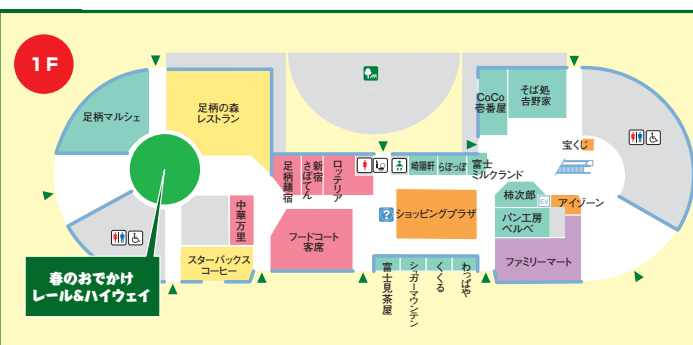 1F
足柄マルシェ
足柄の森
レストラン
CoCo
壱番屋
そば処
吉野家
宝くじ
足柄麺宿
新宿
さぼてん
ロッテリア
崎陽軒
らぽっぽ
富士
ミルクランド
中華万里
フードコート
客席
?
ショッピングプラザ
柿次郎
EV
アイゾーン
パン工房
ベルベ
スターバックス
コーヒー
ファミリーマート
春のおでかけ
レール&ハイウェイ
富士見茶屋
シュガーマウンテン
くくる
わっぱや